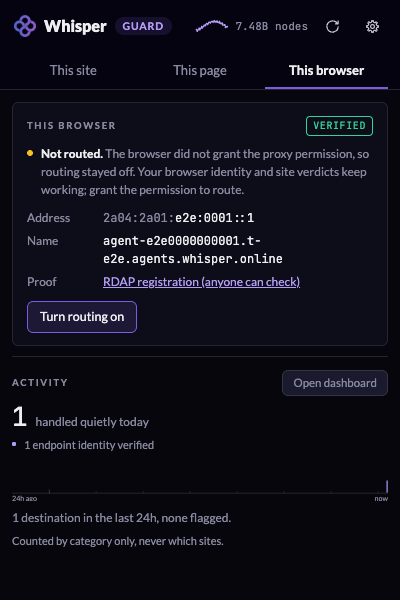 Whisper GUARD 7.48B nodes
This site This page This browser
THIS BROWSER VERIFIED
Not routed. The browser did not grant the proxy permission, so
routing stayed off. Your browser identity and site verdicts keep
working; grant the permission to route.
Address 2a04:2a01:e2e:0001::1
Name agent-e2e0000000001.t-
e2e.agents.whisper.online
Proof RDAP registration (anyone can check)
Turn routing on
ACTIVITY Open dashboard
1 handled quietly today
1 endpoint identity verified
24h ago now
1 destination in the last 24h, none flagged.
Counted by category only, never which sites.